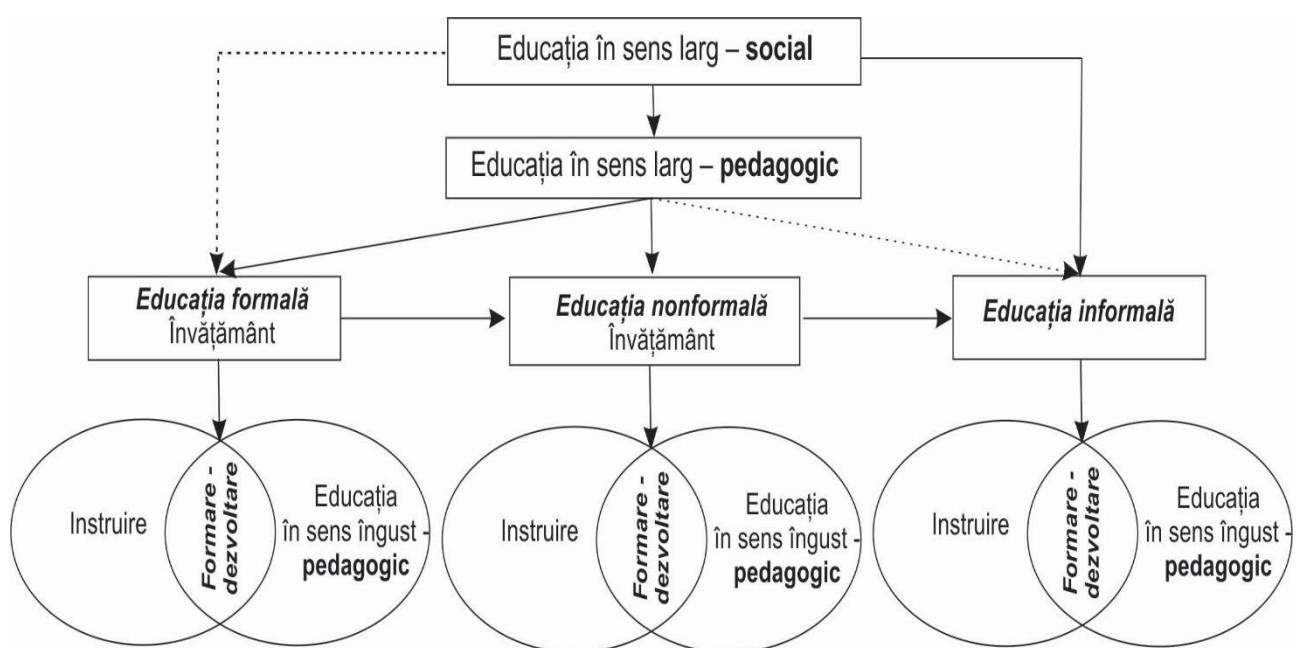 Educația în sens larg – social
Educația în sens larg – pedagogic
Educația formală
Învățământ
Educația nonformală
Învățământ
Educația informală
Instruire
Formare -
dezvoltare
Educația
în sens îngust -
pedagogic
Instruire
Formare -
dezvoltare
Educația
în sens îngust -
pedagogic
Instruire
Formare -
dezvoltare
Educația
în sens îngust -
pedagogic